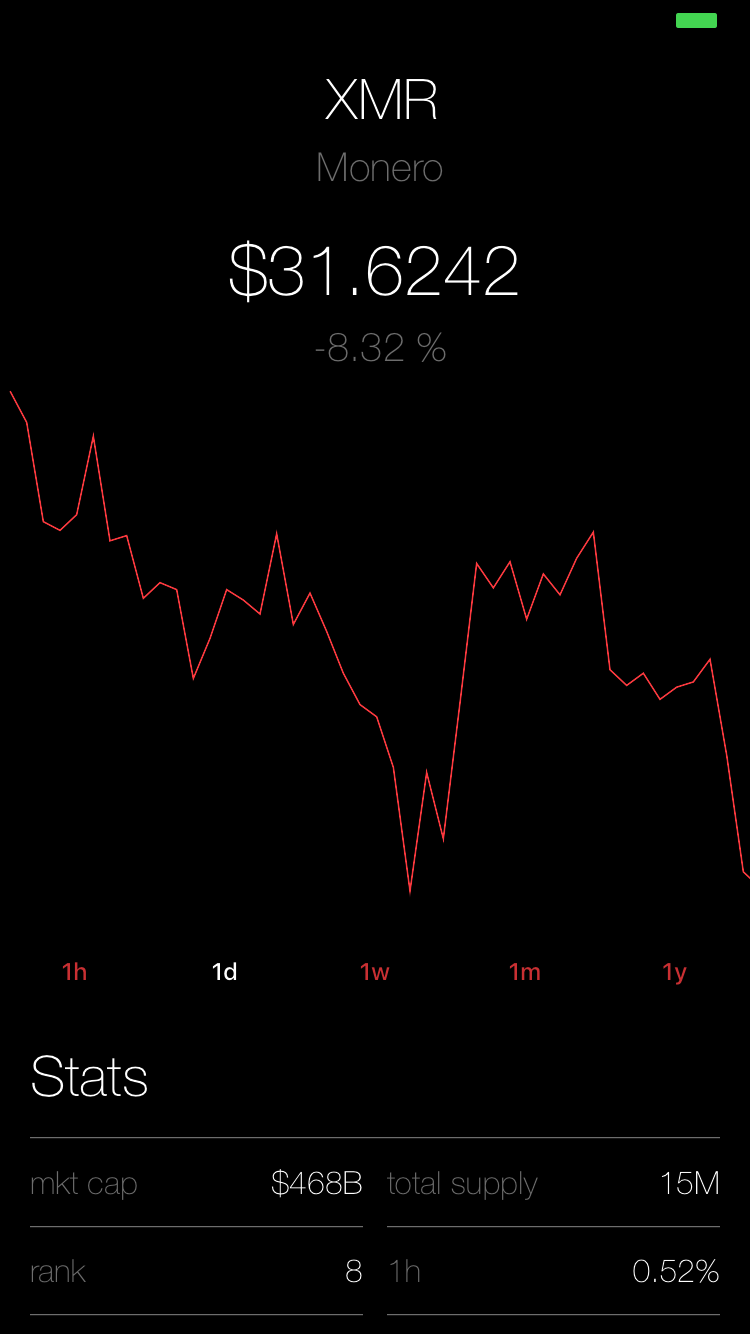 XMR
Monero
$31.6242
-8.32 %
1h 1d 1w 1m 1y
Stats
mkt cap $468B total supply 15M
rank 8 1h 0.52%